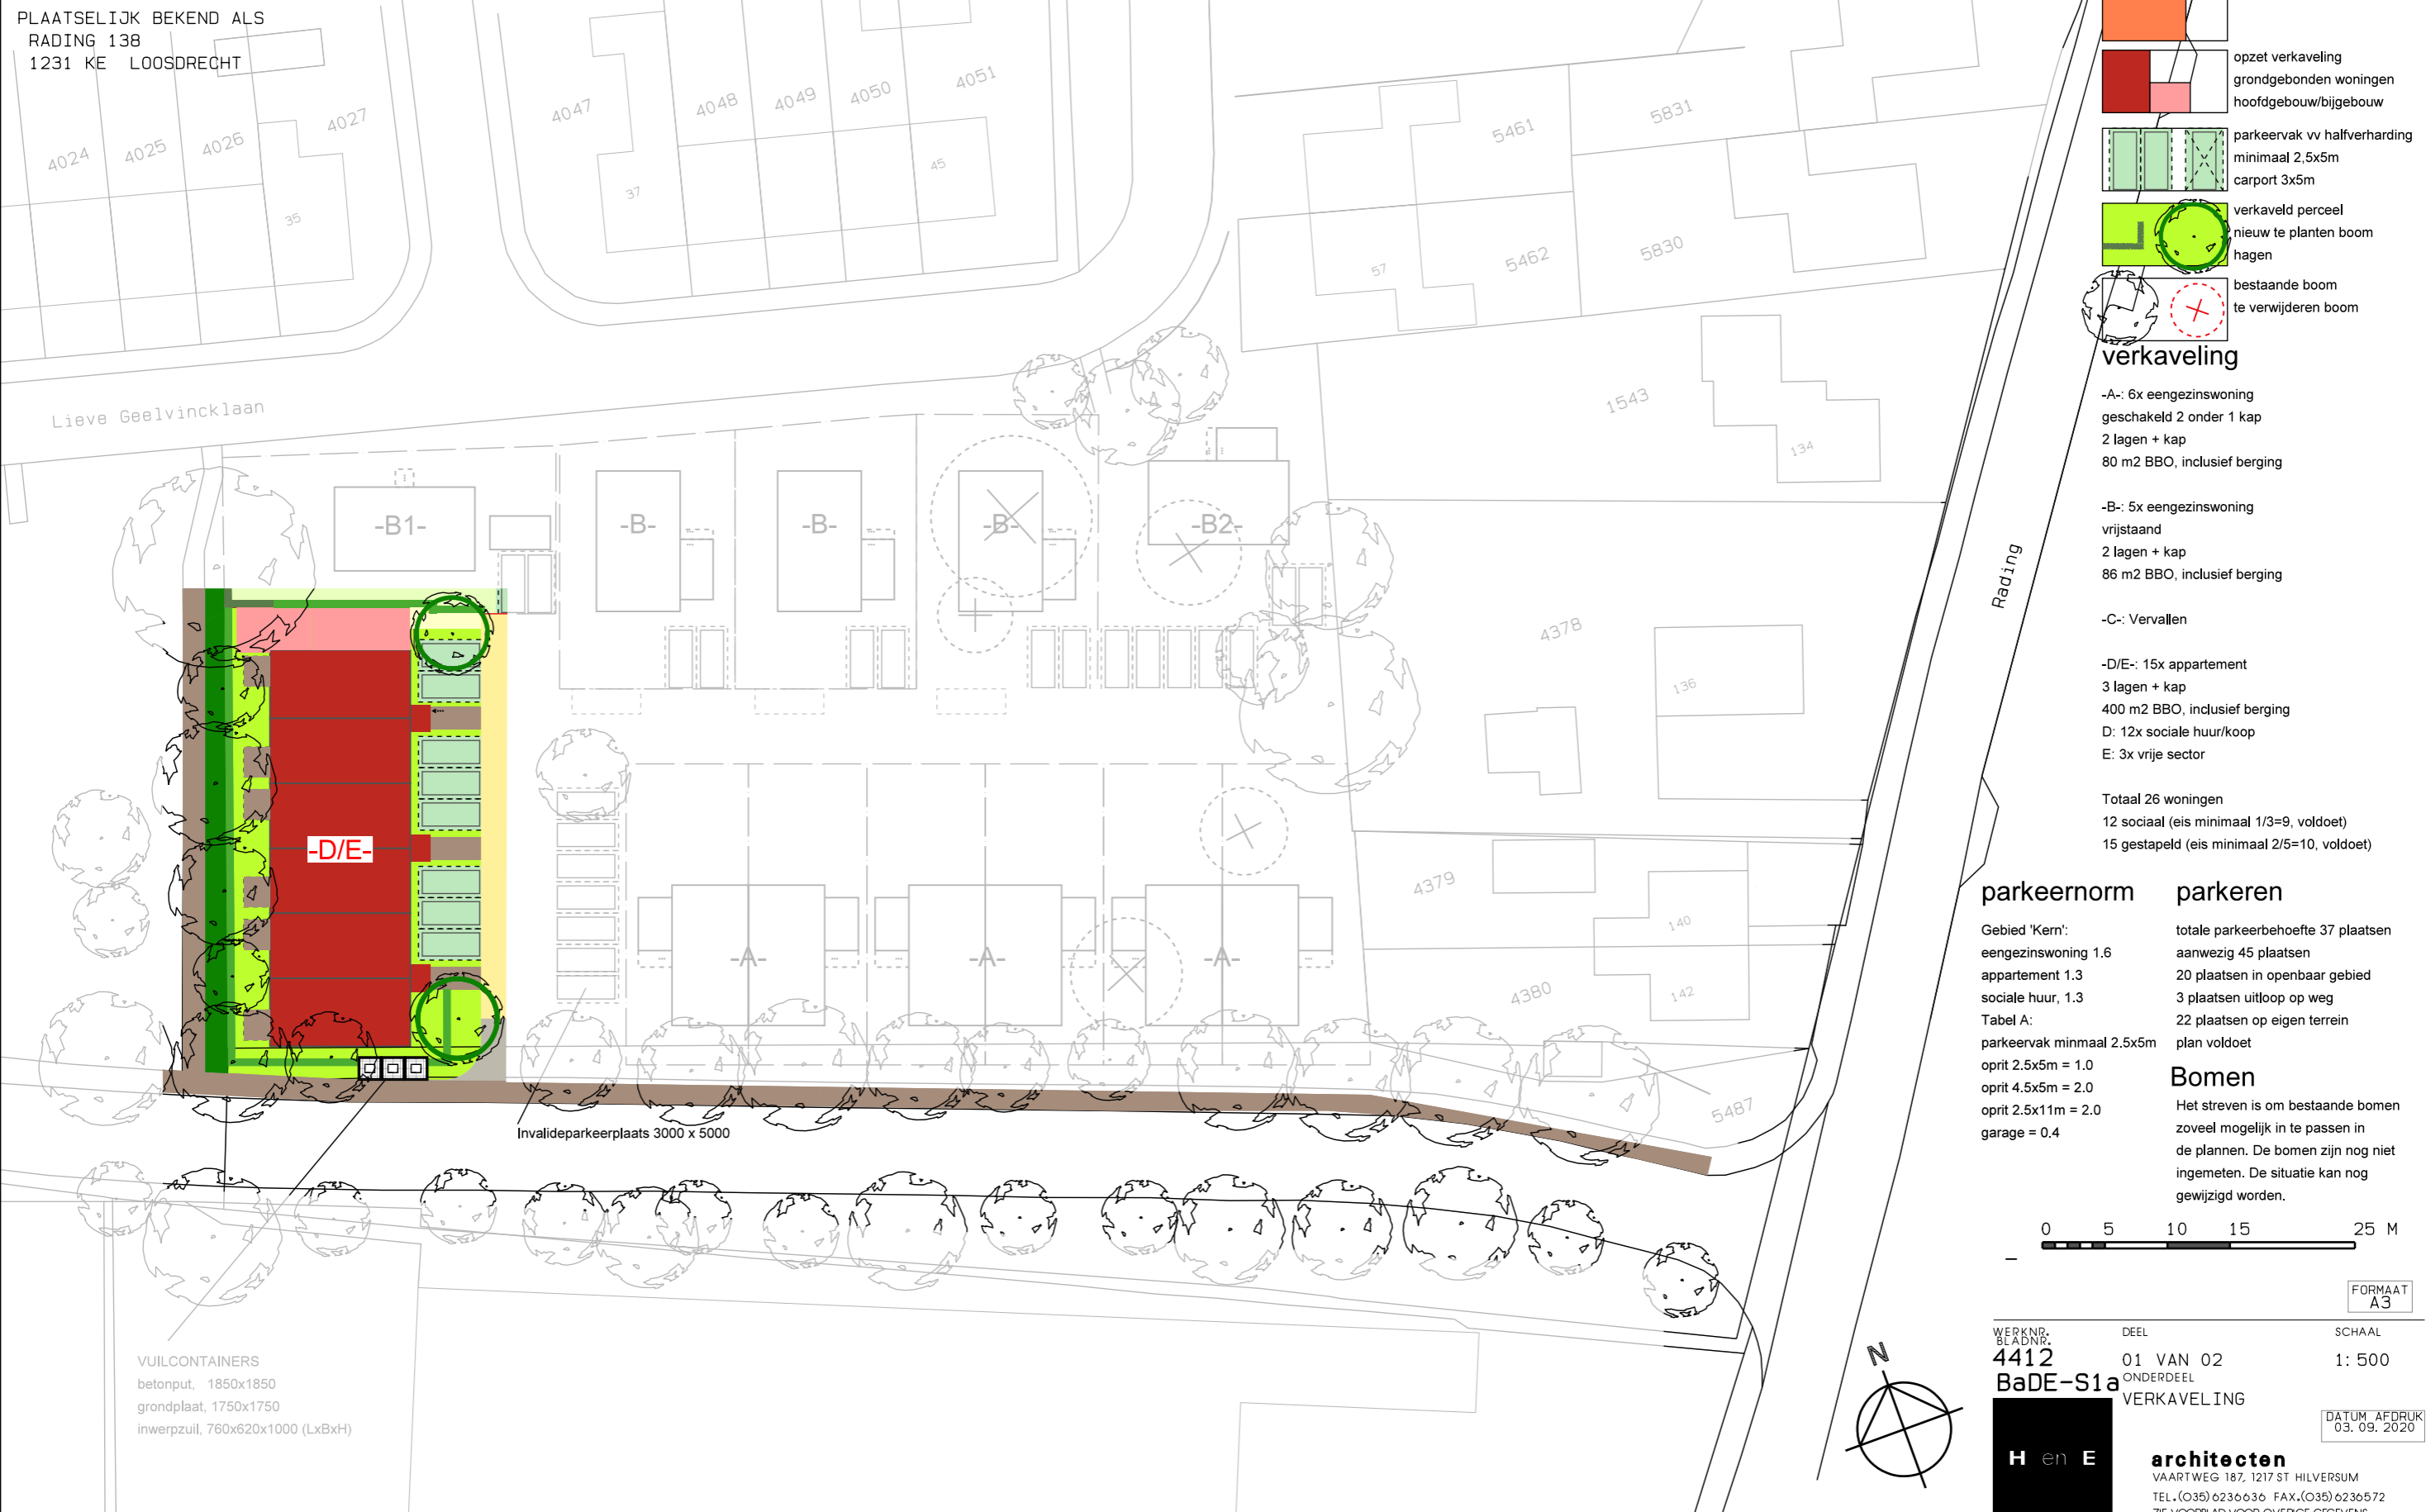 PLAATSELIJK BEKEND ALS
RADING 138
1231 KE LOOSDRECHT
4024
4025
4026
4027
35
4047
37
4048
4049
4050
4051
45
5461
5831
5462
5830
57
1543
134
Lieve Geelvincklaan
-B1-
-B-
-B-
-B-
-B2-
4378
136
Rading
-D/E-
-A-
-A-
-A-
4379
140
4380
142
5487
Invalideparkeerplaats 3000 x 5000
VUILCONTAINERS
betonput, 1850x1850
grondplaat, 1750x1750
inwerpzuil, 760x620x1000 (LxBxH)
opzet verkaveling
grondgebonden woningen
hoofdgebouw/bijgebouw
parkeervak vv halfverharding
minimaal 2,5x5m
carport 3x5m
verkaveld perceel
nieuw te planten boom
hagen
bestaande boom
te verwijderen boom
verkaveling
-A-: 6x eengezinswoning
geschakeld 2 onder 1 kap
2 lagen + kap
80 m2 BBO, inclusief berging
-B-: 5x eengezinswoning
vrijstaand
2 lagen + kap
86 m2 BBO, inclusief berging
-C-: Vervallen
-D/E-: 15x appartement
3 lagen + kap
400 m2 BBO, inclusief berging
D: 12x sociale huur/koop
E: 3x vrije sector
Totaal 26 woningen
12 sociaal (eis minimaal 1/3=9, voldoet)
15 gestapeld (eis minimaal 2/5=10, voldoet)
parkeernorm
Gebied 'Kern':
eengezinswoning 1.6
appartement 1.3
sociale huur, 1.3
Tabel A:
parkeervak minmaal 2.5x5m
oprit 2.5x5m = 1.0
oprit 4.5x5m = 2.0
oprit 2.5x11m = 2.0
garage = 0.4
parkeren
totale parkeerbehoefte 37 plaatsen
aanwezig 45 plaatsen
20 plaatsen in openbaar gebied
3 plaatsen uitloop op weg
22 plaatsen op eigen terrein
plan voldoet
Bomen
Het streven is om bestaande bomen
zoveel mogelijk in te passen in
de plannen. De bomen zijn nog niet
ingemeten. De situatie kan nog
gewijzigd worden.
0 5 10 15 25 M
FORMAAT
A3
N
WERKNR.
BLADNR.
4412
BaDE-S1a
DEEL
01 VAN 02
ONDERDEEL
VERKAVELING
SCHAAL
1: 500
DATUM AFDRUK
03. 09. 2020
H en E
architecten
VAARTWEG 187, 1217 ST HILVERSUM
TEL.(035) 6236636 FAX.(035) 6236572
ZIE VOORBLAD VOOR OVERIGE GEGEVENS